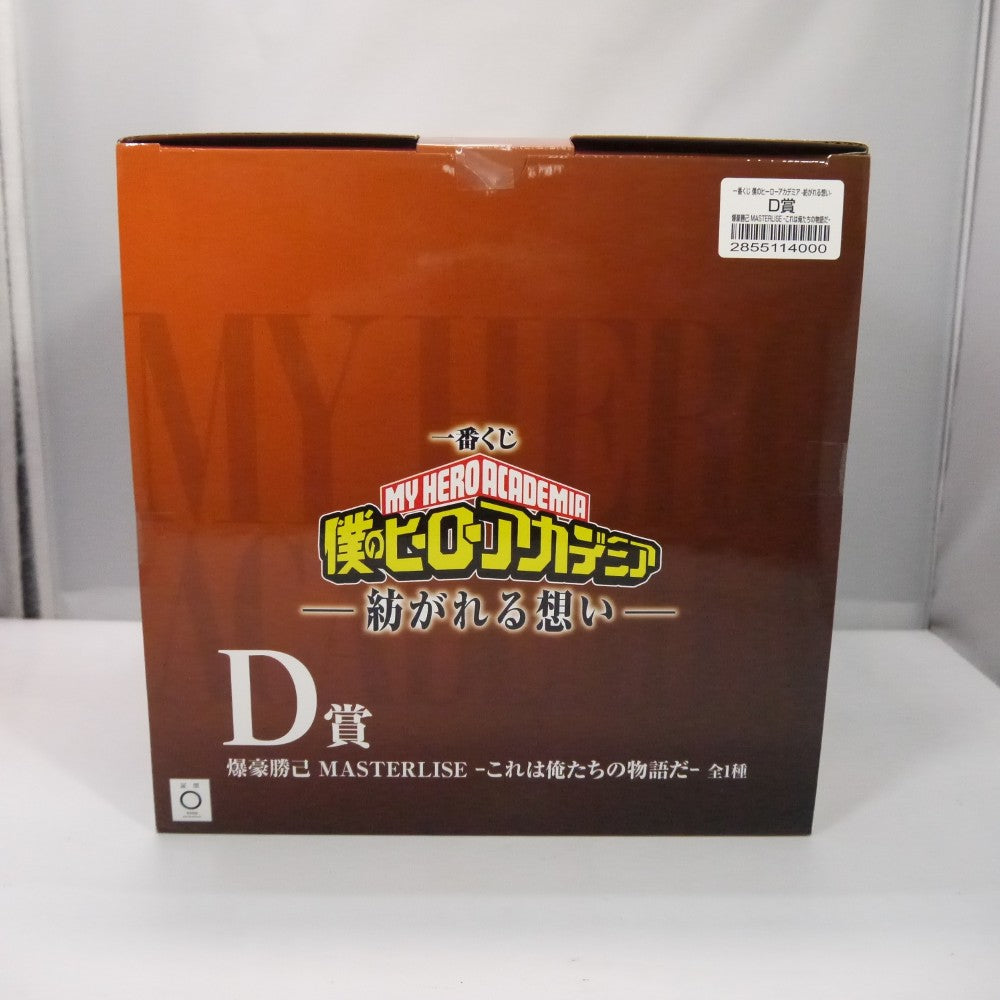 一番くじ 僕のヒーローアカデミア -紡がれる想い-
D賞
爆豪勝己 MASTERLISE -これは俺たちの物語だ-
2855114000
MY HERO
一番くじ
MY HERO ACADEMIA
僕のヒーローアカデミア
—紡がれる想い—
D賞
爆豪勝己 MASTERLISE -これは俺たちの物語だ- 全1種